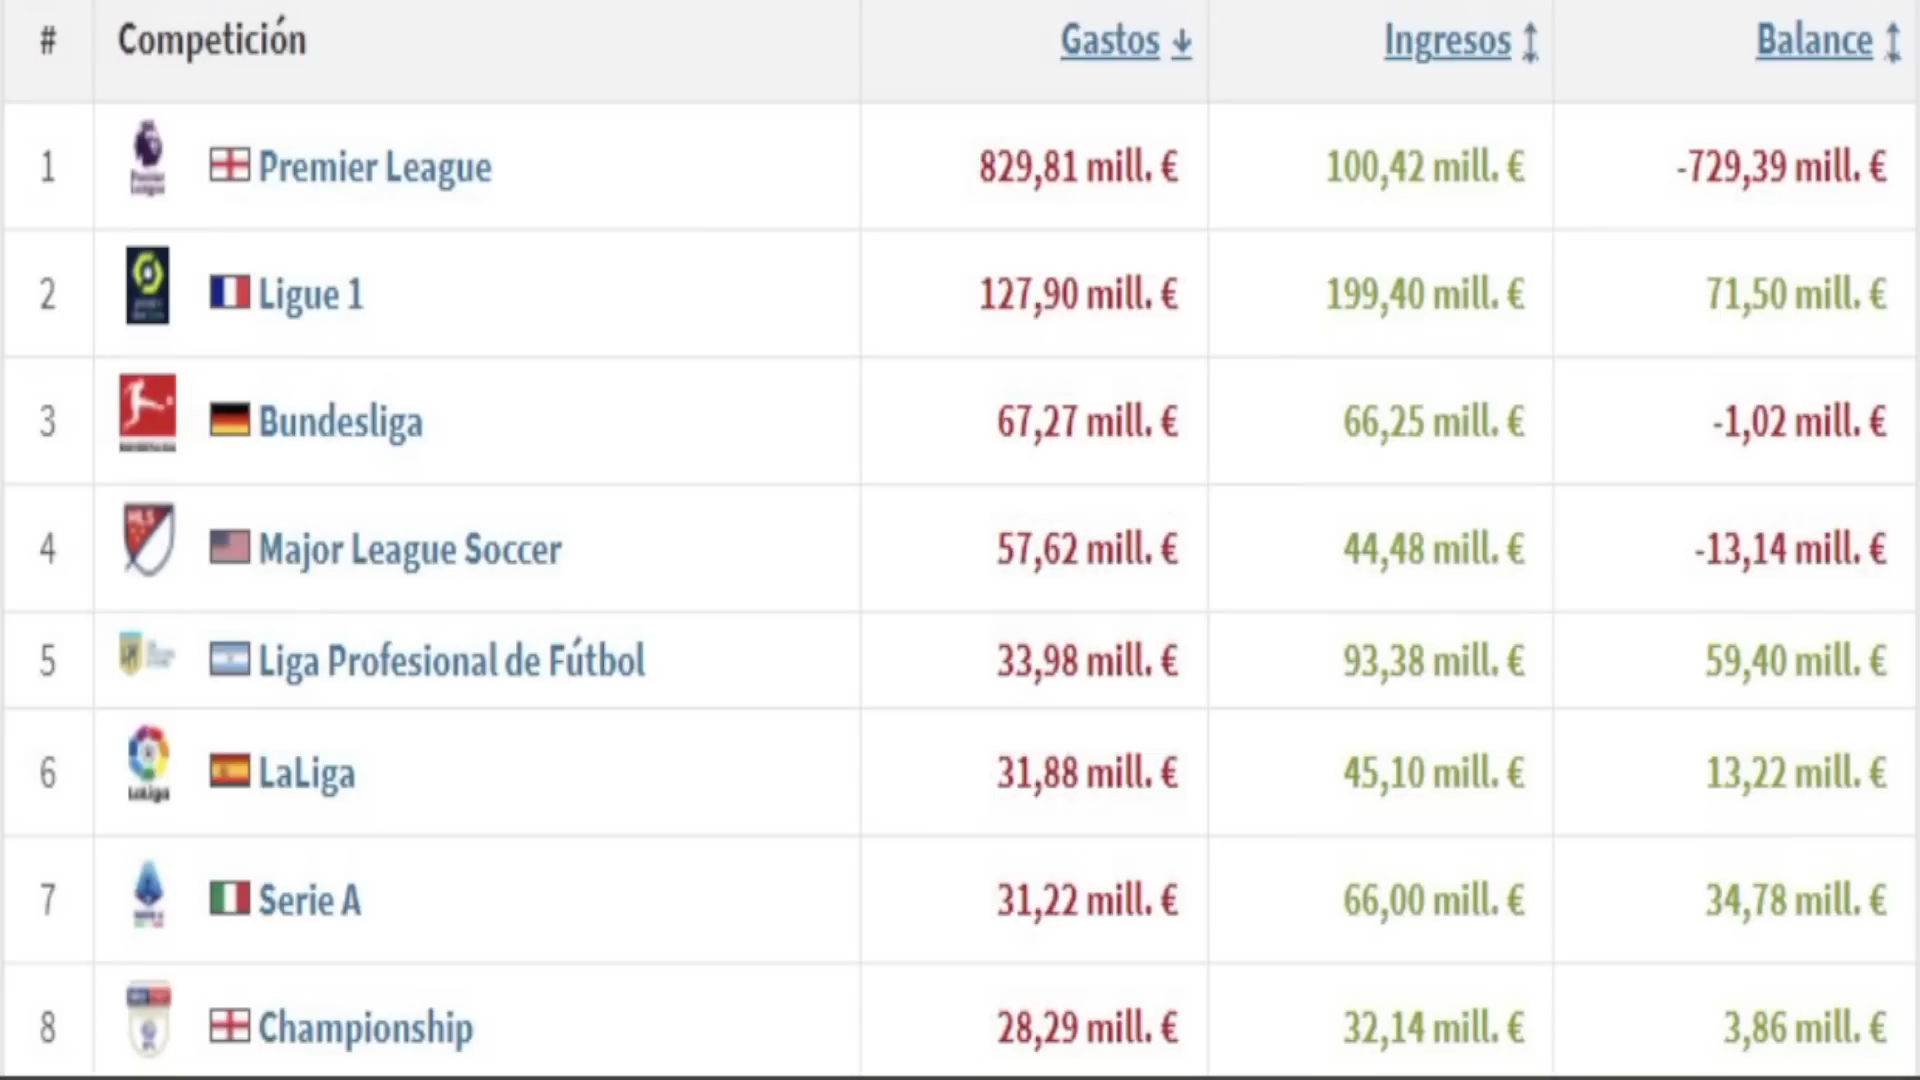 # Competición Gastos Ingresos Balance
1 Premier League 829,81 mill. € 100,42 mill. € -729,39 mill. €
2 Ligue 1 127,90 mill. € 199,40 mill. € 71,50 mill. €
3 Bundesliga 67,27 mill. € 66,25 mill. € -1,02 mill. €
4 Major League Soccer 57,62 mill. € 44,48 mill. € -13,14 mill. €
5 Liga Profesional de Fútbol 33,98 mill. € 93,38 mill. € 59,40 mill. €
6 LaLiga 31,88 mill. € 45,10 mill. € 13,22 mill. €
7 Serie A 31,22 mill. € 66,00 mill. € 34,78 mill. €
8 Championship 28,29 mill. € 32,14 mill. € 3,86 mill. €